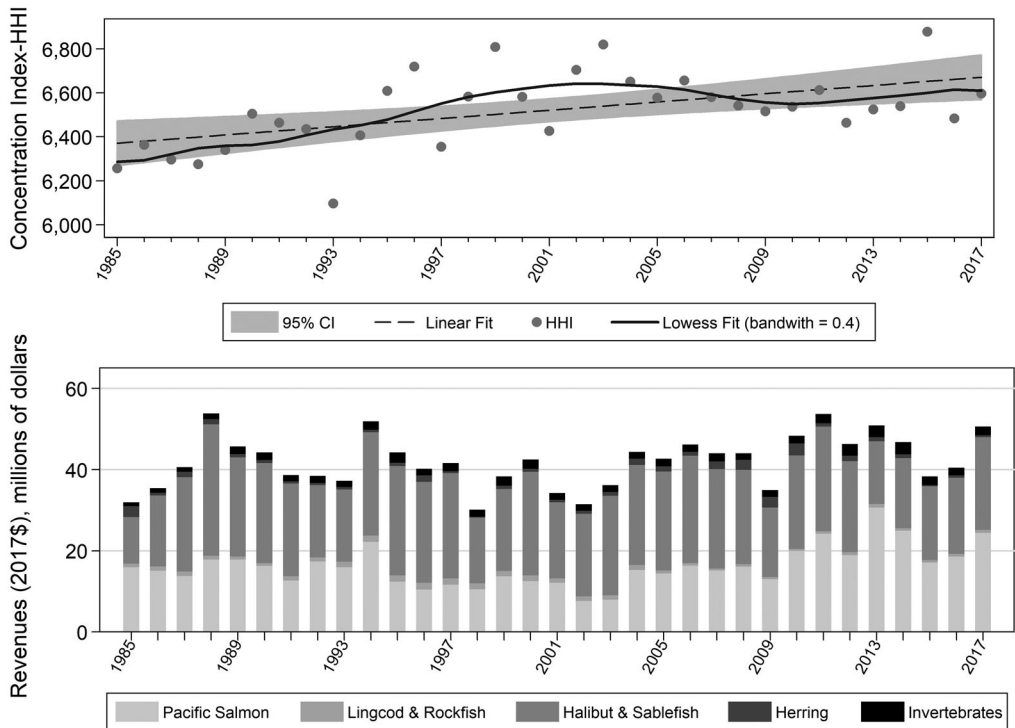 Concentration Index-HHI
6,800
6,600
6,400
6,200
6,000
1985
1989
1993
1997
2001
2005
2009
2013
2017
95% CI
Linear Fit
HHI
Lowess Fit (bandwith = 0.4)
Revenues (2017$), millions of dollars
60
40
20
0
1985
1989
1993
1997
2001
2005
2009
2013
2017
Pacific Salmon
Lingcod & Rockfish
Halibut & Sablefish
Herring
Invertebrates